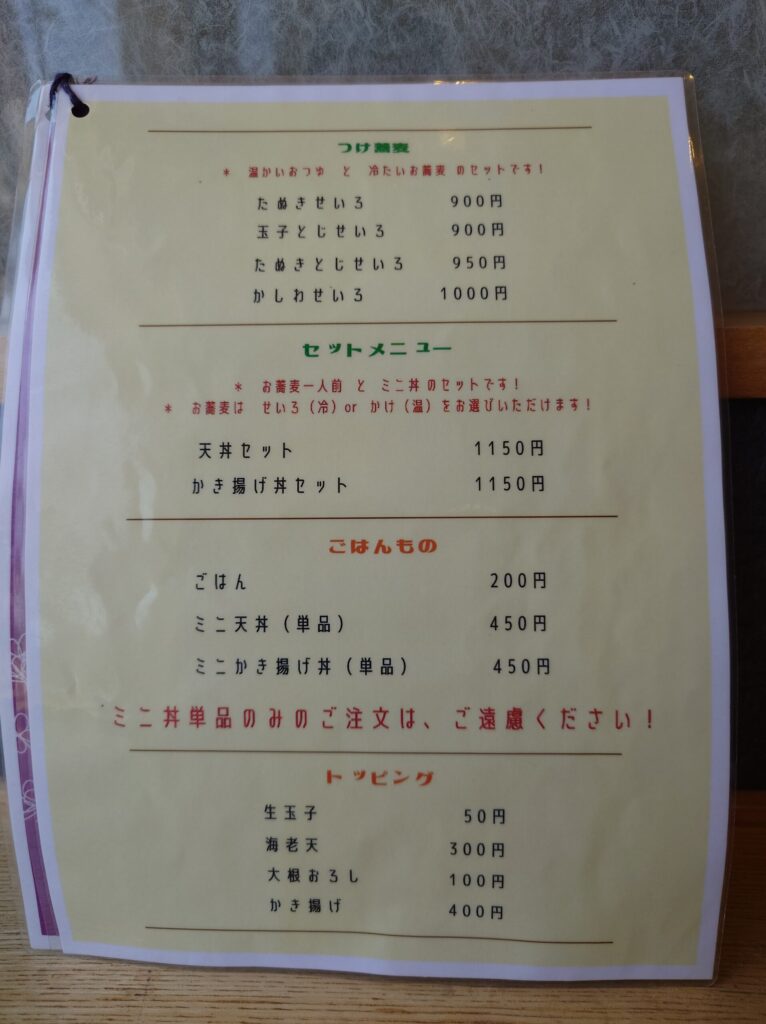 つけ蕎麦
* 温かいおつゆ と 冷たいお蕎麦 のセットです!
たぬきせいろ 900円
玉子とじせいろ 900円
たぬきとじせいろ 950円
かしわせいろ 1000円
セットメニュー
* お蕎麦一人前 と ミニ丼のセットです!
* お蕎麦は せいろ(冷)or かけ(温)をお選びいただけます!
天丼セット 1150円
かき揚げ丼セット 1150円
ごはんもの
ごはん 200円
ミニ天丼(単品) 450円
ミニかき揚げ丼(単品) 450円
ミニ丼単品のみのご注文は、ご遠慮ください!
トッピング
生玉子 50円
海老天 300円
大根おろし 100円
かき揚げ 400円